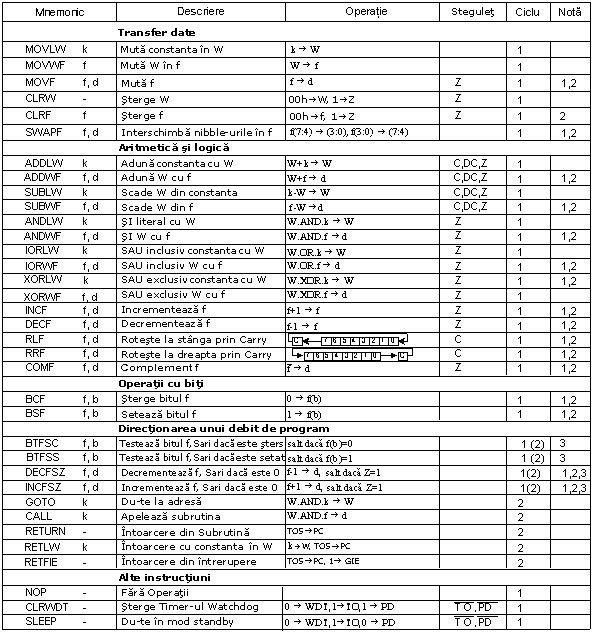 Mnemonic Descriere Operaţie Steguleţ Ciclu Notă
Transfer date
MOVLW k Mută constanta în W k → W 1
MOVWF f Mută W în f W → f 1
MOVF f, d Mută f f → d Z 1 1,2
CLRW - Şterge W 00h→W, 1→Z Z 1
CLRF f Şterge f 00h→f, 1→Z Z 1 2
SWAPF f, d Interschimbă nibble-urile în f f(7:4) → (3:0), f(3:0) → (7:4) 1 1,2
Aritmetică şi logică
ADDLW k Adună constanta cu W W+k → W C,DC,Z 1
ADDWF f, d Adună W cu f W+f → d C,DC,Z 1 1,2
SUBLW k Scade W din constanta k-W → W C,DC,Z 1
SUBWF f, d Scade W din f f-W → d C,DC,Z 1 1,2
ANDLW k ŞI literal cu W W.AND.k → W Z 1
ANDWF f, d ŞI W cu f W.AND.f → d Z 1 1,2
IORLW k SAU inclusiv constanta cu W W.OR.k → W Z 1
IORWF f, d SAU inclusiv W cu f W.OR.f → d Z 1 1,2
XORLW k SAU exclusiv constanta cu W W.XOR.k → W Z 1 1,2
XORWF f, d SAU exclusiv W cu f W.XOR.f → d Z 1
INCF f, d Incrementează f f+1 → f Z 1 1,2
DECF f, d Decrementează f f-1 → f Z 1 1,2
RLF f, d Roteşte la stânga prin Carry C 7 6 5 4 3 2 1 0 C 1 1,2
RRF f, d Roteşte la dreapta prin Carry 7 6 5 4 3 2 1 0 C C 1 1,2
COMF f, d Complement f f̅ → d Z 1 1,2
Operaţii cu biţi
BCF f, b Şterge bitul f 0 → f(b) 1 1,2
BSF f, b Setează bitul f 1 → f(b) 1 1,2
Direcţionarea unui debit de program
BTFSC f, b Testează bitul f, Sari dacă este şters salt dacă f(b)=0 1 (2) 3
BTFSS f, b Testează bitul f, Sari dacă este setat salt dacă f(b)=1 1 (2) 3
DECFSZ f, d Decrementează f, Sari dacă este 0 f-1 → d, salt dacă Z=1 1(2) 1,2,3
INCFSZ f, d Incrementează f, Sari dacă este 0 f+1 → d, salt dacă Z=1 1(2) 1,2,3
GOTO k Du-te la adresă W.AND.k → W 2
CALL k Apelează subrutina W.AND.f → d 2
RETURN - Întoarcere din Subrutină TOS→PC 2
RETLW k Întoarcere cu constanta în W k→W, TOS→PC 2
RETFIE - Întoarcere din întrerupere TOS→PC, 1→ GIE 2
Alte instrucţiuni
NOP - Fără Operaţii 1
CLRWDT - Şterge Timer-ul Watchdog 0 → WDT,1→TO,1→ PD T O ,PD 1
SLEEP - Du-te în mod standby 0 → WDT,1→TO,0→ PD T O ,PD 1